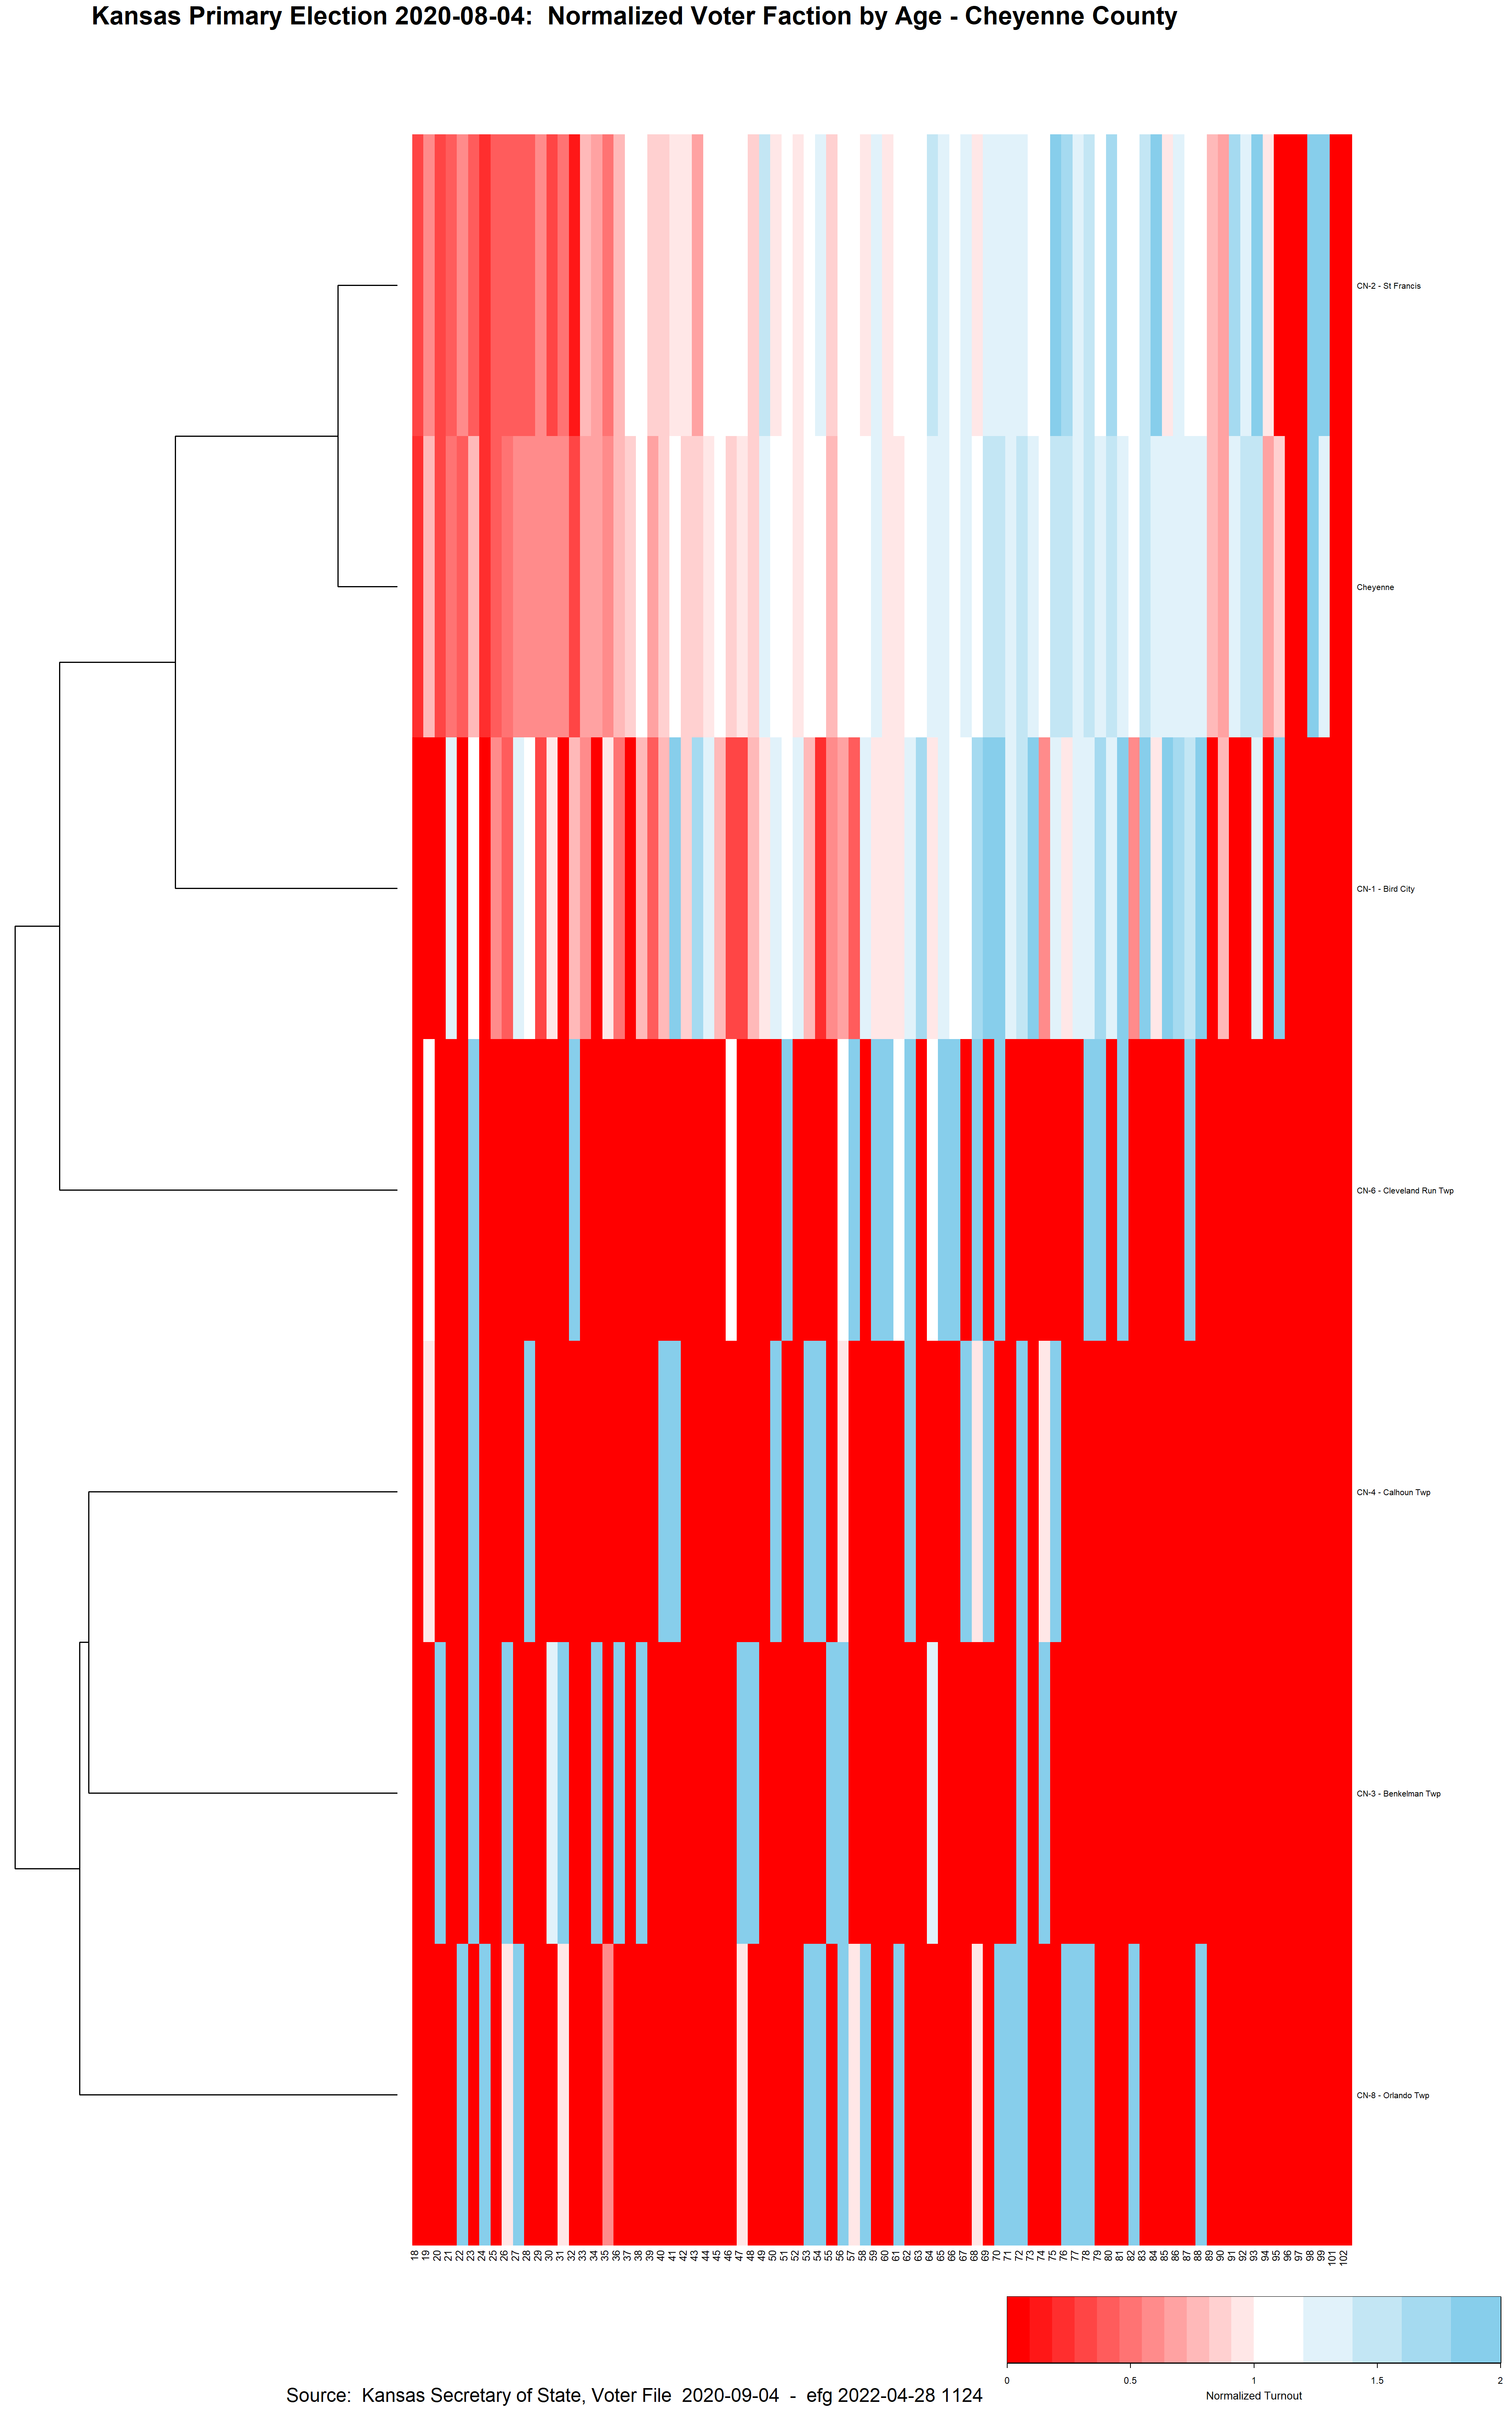 Kansas Primary Election 2020-08-04:  Normalized Voter Faction by Age - Cheyenne County
CN-2 - St Francis
Cheyenne
CN-1 - Bird City
CN-6 - Cleveland Run Twp
CN-4 - Calhoun Twp
CN-3 - Benkelman Twp
CN-8 - Orlando Twp
18 19 20 21 22 23 24 25 26 27 28 29 30 31 32 33 34 35 36 37 38 39 40 41 42 43 44 45 46 47 48 49 50 51 52 53 54 55 56 57 58 59 60 61 62 63 64 65 66 67 68 69 70 71 72 73 74 75 76 77 78 79 80 81 82 83 84 85 86 87 88 89 90 91 92 93 94 95 96 97 98 99 101 102
0 0.5 1 1.5 2
Normalized Turnout
Source:  Kansas Secretary of State, Voter File  2020-09-04  -  efg 2022-04-28 1124